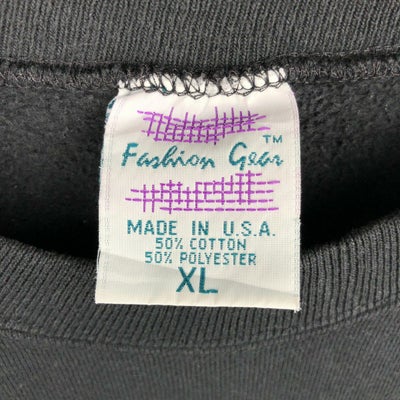 Fashion Gear™
MADE IN U.S.A.
50% COTTON
50% POLYESTER
XL